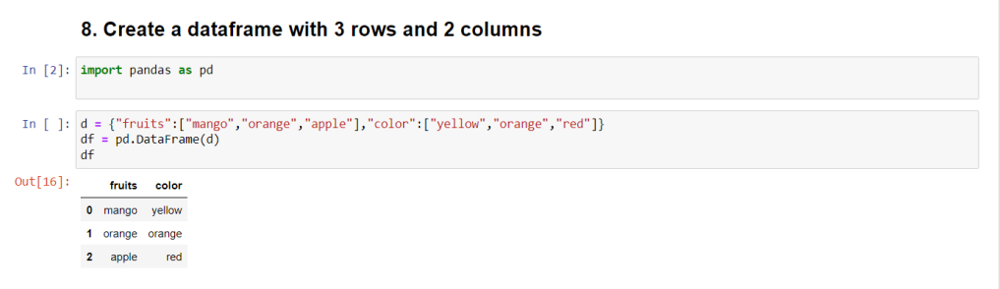 8. Create a dataframe with 3 rows and 2 columns
In [2]: import pandas as pd
In [ ]: d = {"fruits":["mango","orange","apple"],"color":["yellow","orange","red"]}
df = pd.DataFrame(d)
df
Out[16]:
fruits color
0 mango yellow
1 orange orange
2 apple red